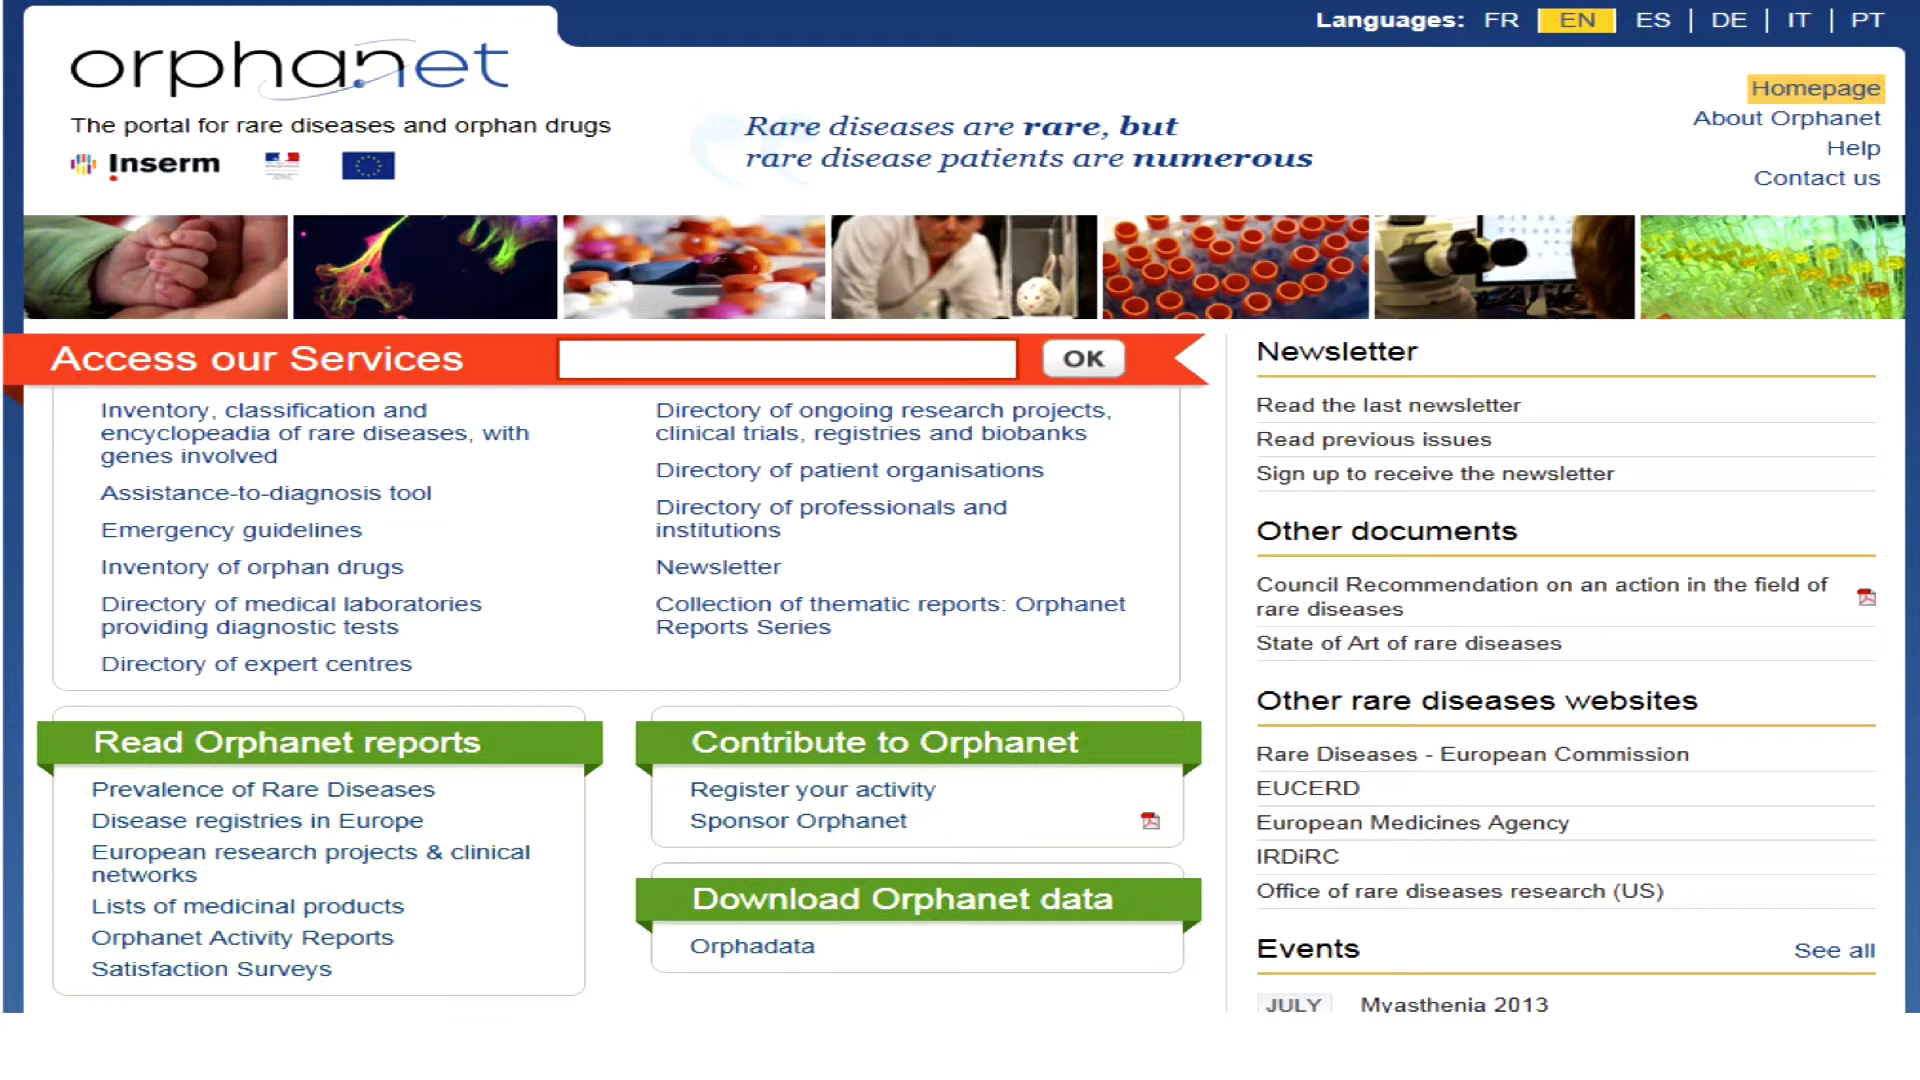 Languages: FR | EN | ES | DE | IT | PT
orphanet
The portal for rare diseases and orphan drugs
Inserm
Rare diseases are rare, but
rare disease patients are numerous
Homepage
About Orphanet
Help
Contact us
Access our Services
OK
Inventory, classification and
encyclopeadia of rare diseases, with
genes involved
Assistance-to-diagnosis tool
Emergency guidelines
Inventory of orphan drugs
Directory of medical laboratories
providing diagnostic tests
Directory of expert centres
Directory of ongoing research projects,
clinical trials, registries and biobanks
Directory of patient organisations
Directory of professionals and
institutions
Newsletter
Collection of thematic reports: Orphanet
Reports Series
Read Orphanet reports
Prevalence of Rare Diseases
Disease registries in Europe
European research projects & clinical
networks
Lists of medicinal products
Orphanet Activity Reports
Satisfaction Surveys
Contribute to Orphanet
Register your activity
Sponsor Orphanet
Download Orphanet data
Orphadata
Newsletter
Read the last newsletter
Read previous issues
Sign up to receive the newsletter
Other documents
Council Recommendation on an action in the field of
rare diseases
State of Art of rare diseases
Other rare diseases websites
Rare Diseases - European Commission
EUCERD
European Medicines Agency
IRDiRC
Office of rare diseases research (US)
Events See all
JULY Myasthenia 2013